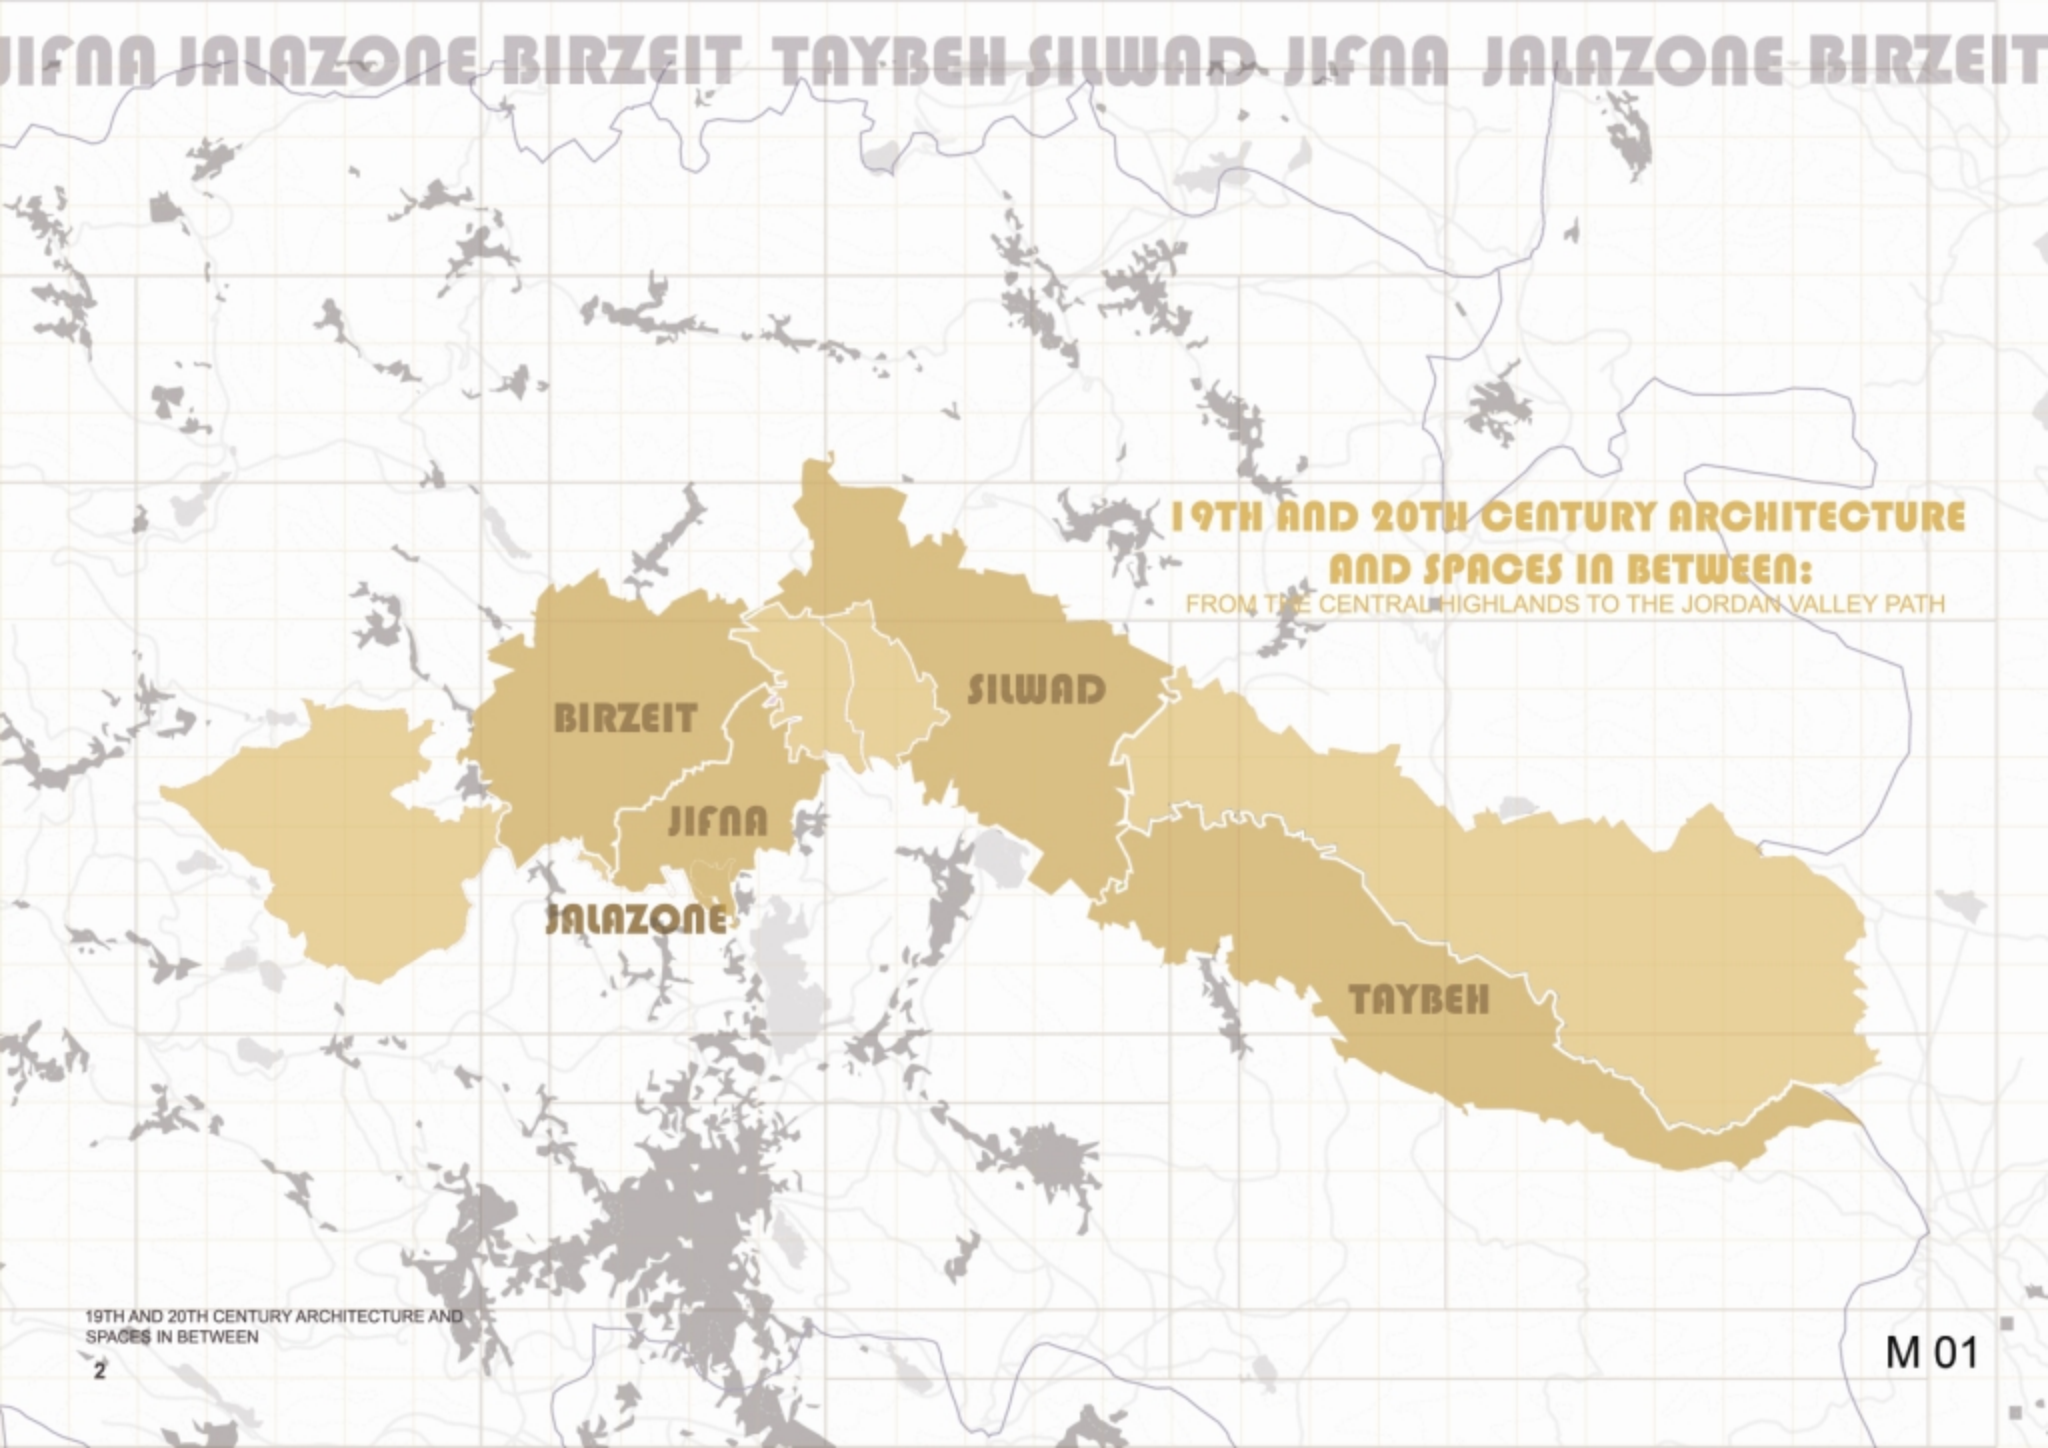 JIFNA JALAZONE BIRZEIT TAYBEH SILWAD JIFNA JALAZONE BIRZEIT
19TH AND 20TH CENTURY ARCHITECTURE
AND SPACES IN BETWEEN:
FROM THE CENTRAL HIGHLANDS TO THE JORDAN VALLEY PATH
SILWAD
BIRZEIT
JIFNA
JALAZONE
TAYBEH
19TH AND 20TH CENTURY ARCHITECTURE AND
SPACES IN BETWEEN
2
M 01